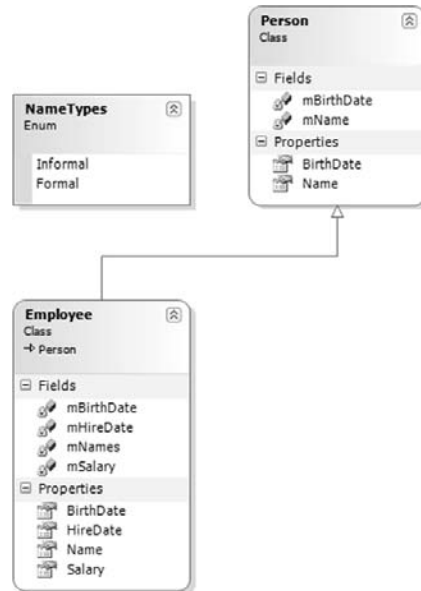 Person
Class
Fields
mBirthDate
mName
Properties
BirthDate
Name
NameTypes
Enum
Informal
Formal
Employee
Class
Person
Fields
mBirthDate
mHireDate
mNames
mSalary
Properties
BirthDate
HireDate
Name
Salary